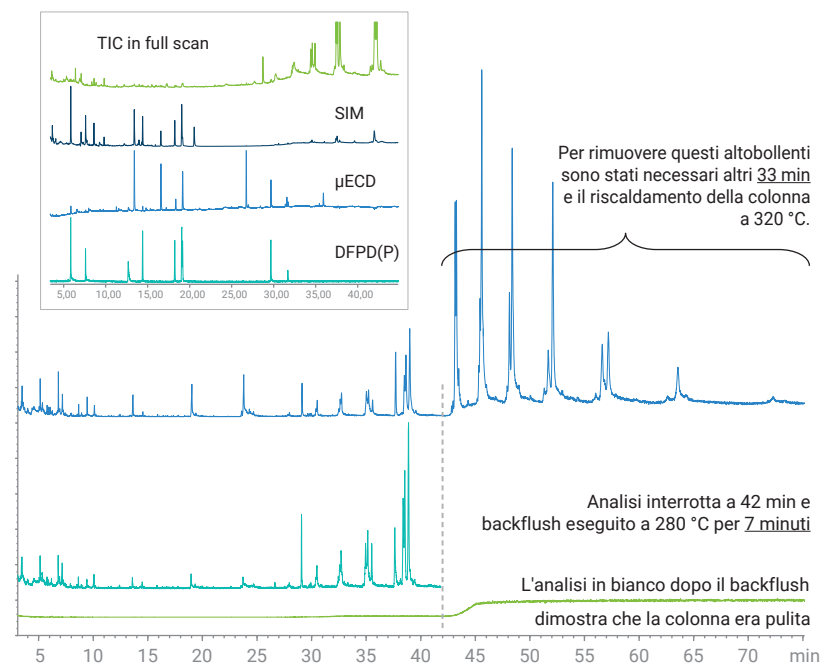 TIC in full scan
SIM
µECD
DFPD(P)
5,00 10,00 15,00 20,00 25,00 30,00 35,00 40,00
Per rimuovere questi altobollenti
sono stati necessari altri 33 min
e il riscaldamento della colonna
a 320 °C.
Analisi interrotta a 42 min e
backflush eseguito a 280 °C per 7 minuti
L'analisi in bianco dopo il backflush
dimostra che la colonna era pulita
5 10 15 20 25 30 35 40 45 50 55 60 65 70 min